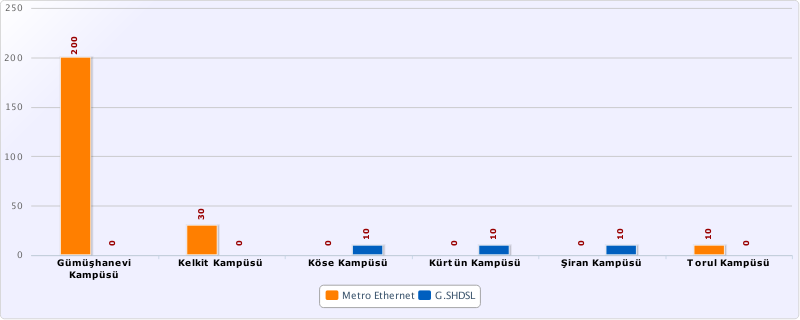 250
200
150
100
50
0
200
0
30
0
0
10
0
10
0
10
10
0
Gümüşhanevi
Kampüsü
Kelkit Kampüsü
Köse Kampüsü
Kürtün Kampüsü
Şiran Kampüsü
Torul Kampüsü
Metro Ethernet
G.SHDSL